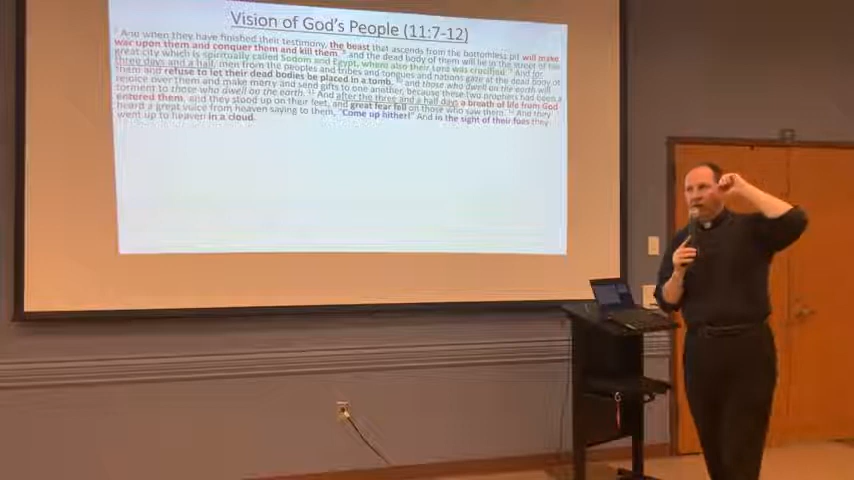 Vision of God's People (11:7-12)
7 And when they have finished their testimony, the beast that ascends from the bottomless pit will make
war upon them and conquer them and kill them, 8 and the dead body of them will lie in the street of the
great city which is spiritually called Sodom and Egypt, where also their Lord was crucified. 9 And for
three days and a half, men from the peoples and tribes and tongues and nations gaze at the dead body of
them and refuse to let their dead bodies be placed in a tomb, 10 and those who dwell on the earth will
rejoice over them and make merry and send gifts to one another, because these two prophets had been a
torment to those who dwell on the earth. 11 And after the three and a half days a breath of life from God
entered them, and they stood up on their feet, and great fear fell on those who saw them. 12 And they
heard a great voice from heaven saying to them, "Come up hither!" And in the sight of their foes they
went up to heaven in a cloud.